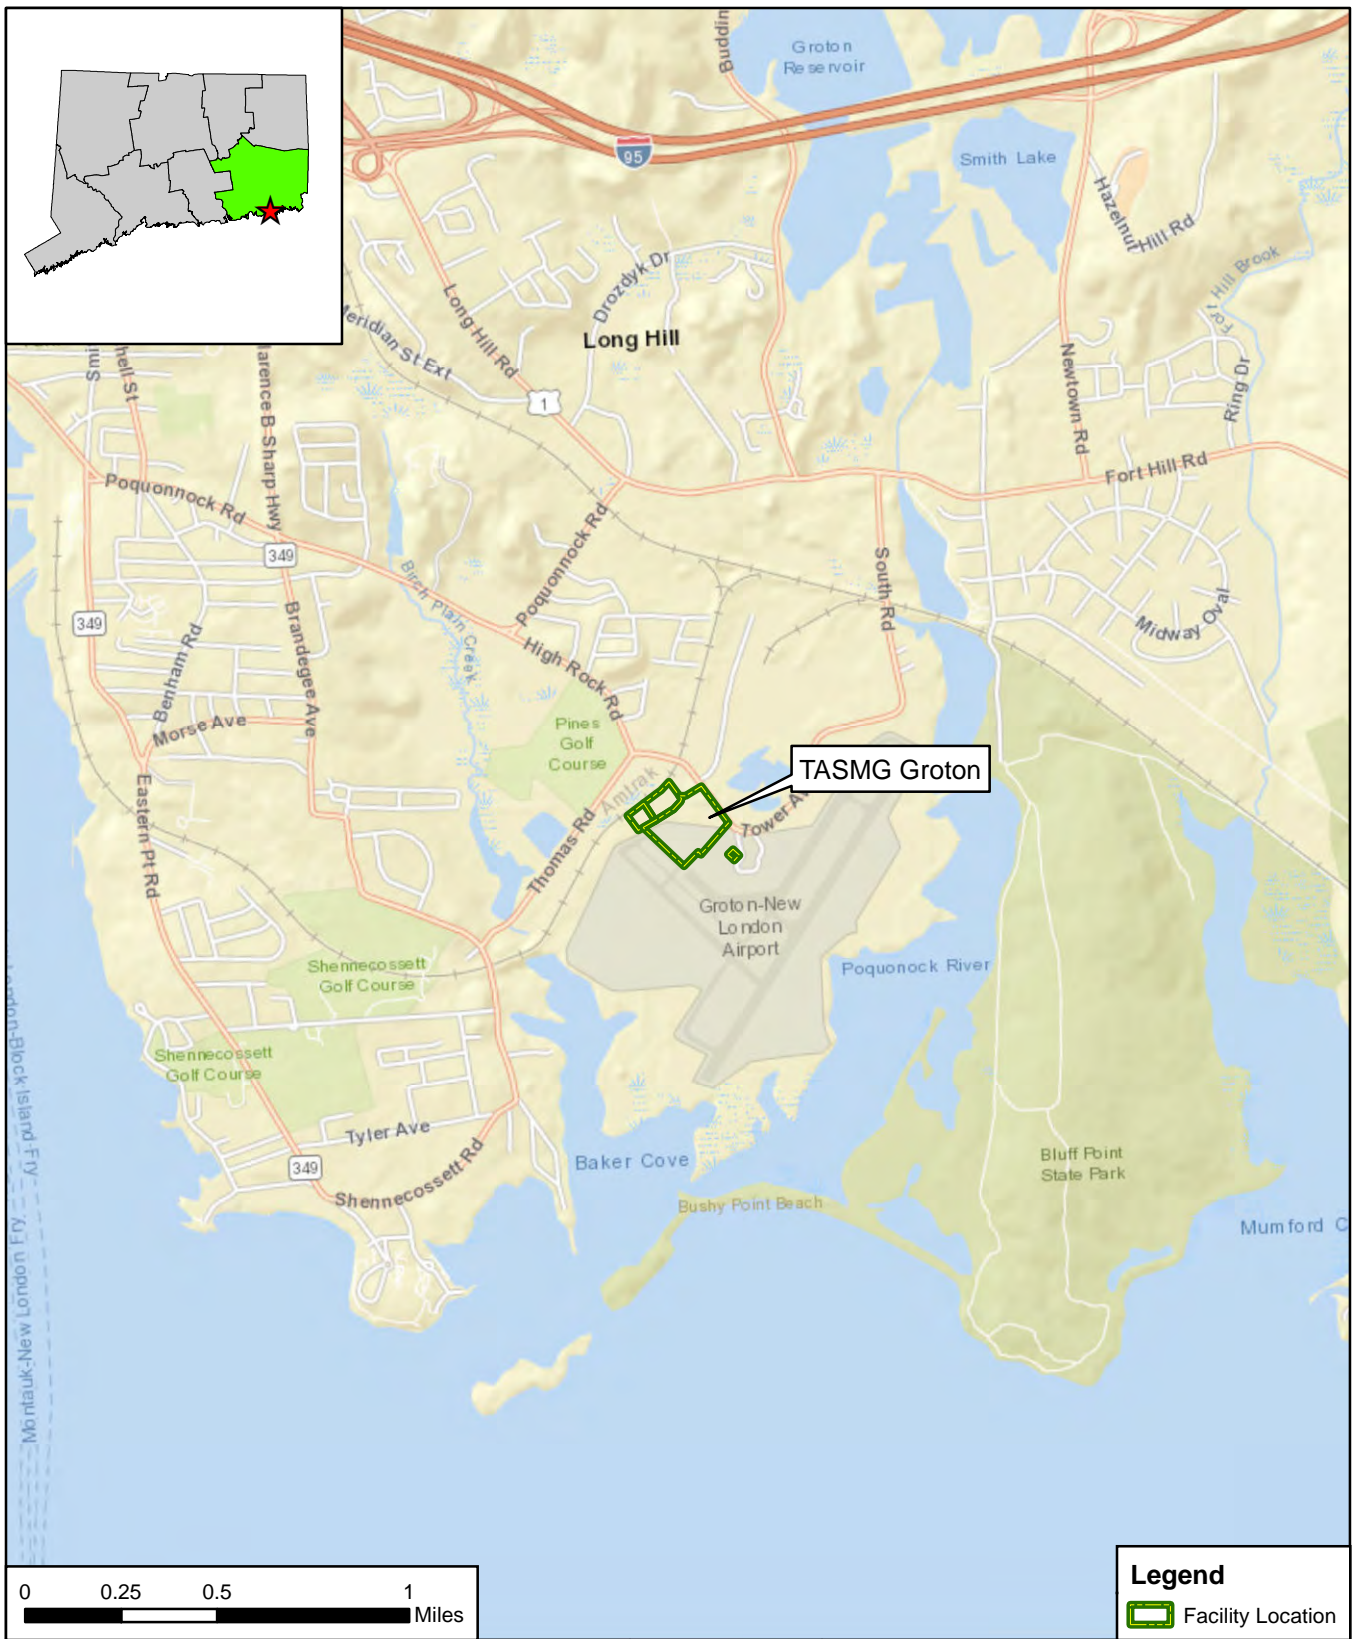 Groton
Reservoir
95
Smith Lake
Hazelnut Hill Rd
Fort Hill Brook
Drozdyk Dr
Long Hill Rd
Long Hill
Meridian St Ext
1
Newtown Rd
Ring Dr
Fort Hill Rd
Poquonnock Rd
349
Poquonnock Rd
Birch Plain Creek
South Rd
Midway Oval
349
Benham Rd
Brandegee Ave
High Rock Rd
Morse Ave
Pines
Golf
Course
Amtrak
TASMG Groton
Eastern Pt Rd
Thomas Rd
Groton-New
London
Airport
Poquonock River
Shennecossett
Golf Course
Shennecossett
Golf Course
Tyler Ave
349
Shennecossett Rd
Baker Cove
Bushy Point Beach
Bluff Point
State Park
Montauk-New London Fry
0 0.25 0.5 1
Miles
Legend
Facility Location